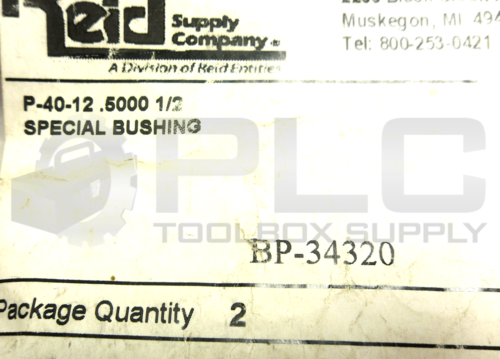 Reid
Supply
Company
A Division of Reid Entities
Muskegon, MI
Tel: 800-253-0421
P-40-12 .5000 1/2
SPECIAL BUSHING
PLC
TOOLBOX SUPPLY
BP-34320
Package Quantity 2